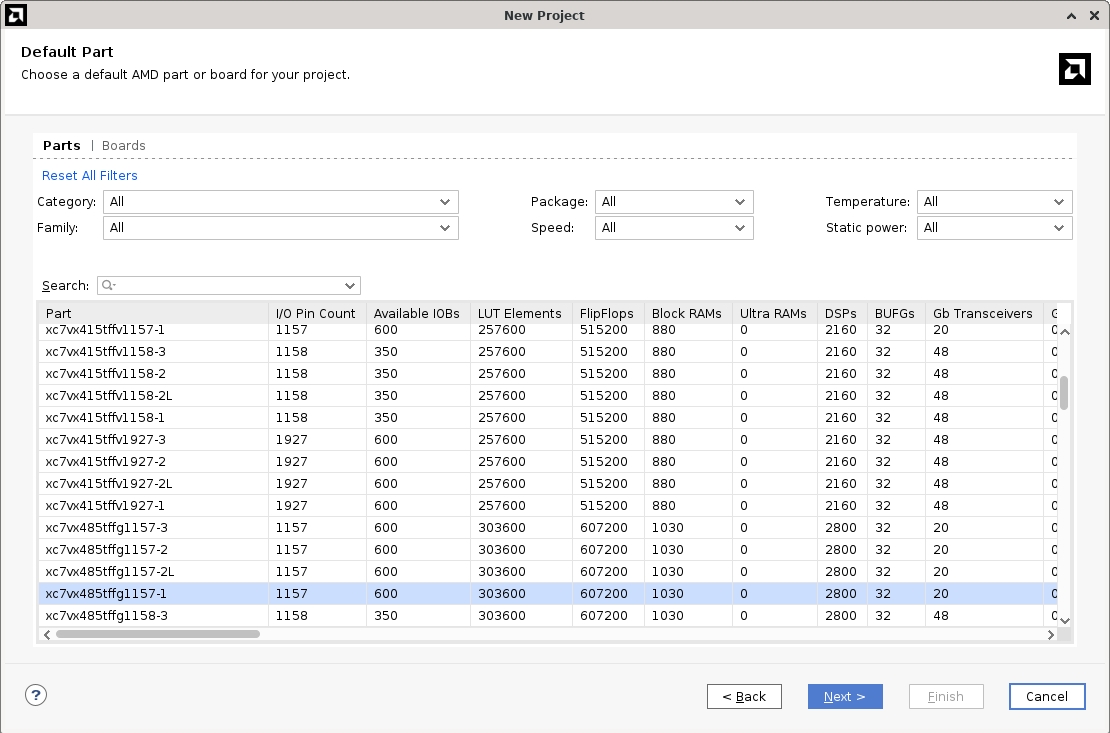 New Project
Default Part
Choose a default AMD part or board for your project.
Parts | Boards
Reset All Filters
Category: All Package: All Temperature: All
Family: All Speed: All Static power: All
Search:
Part I/O Pin Count Available IOBs LUT Elements FlipFlops Block RAMs Ultra RAMs DSPs BUFGs Gb Transceivers G
xc7vx415tffv1157-1 1157 600 257600 515200 880 0 2160 32 20 0
xc7vx415tffv1158-3 1158 350 257600 515200 880 0 2160 32 48 0
xc7vx415tffv1158-2 1158 350 257600 515200 880 0 2160 32 48 0
xc7vx415tffv1158-2L 1158 350 257600 515200 880 0 2160 32 48 0
xc7vx415tffv1158-1 1158 350 257600 515200 880 0 2160 32 48 0
xc7vx415tffv1927-3 1927 600 257600 515200 880 0 2160 32 48 0
xc7vx415tffv1927-2 1927 600 257600 515200 880 0 2160 32 48 0
xc7vx415tffv1927-2L 1927 600 257600 515200 880 0 2160 32 48 0
xc7vx415tffv1927-1 1927 600 257600 515200 880 0 2160 32 48 0
xc7vx485tffg1157-3 1157 600 303600 607200 1030 0 2800 32 20 0
xc7vx485tffg1157-2 1157 600 303600 607200 1030 0 2800 32 20 0
xc7vx485tffg1157-2L 1157 600 303600 607200 1030 0 2800 32 20 0
xc7vx485tffg1157-1 1157 600 303600 607200 1030 0 2800 32 20 0
xc7vx485tffg1158-3 1158 350 303600 607200 1030 0 2800 32 48 0
? < Back Next > Finish Cancel